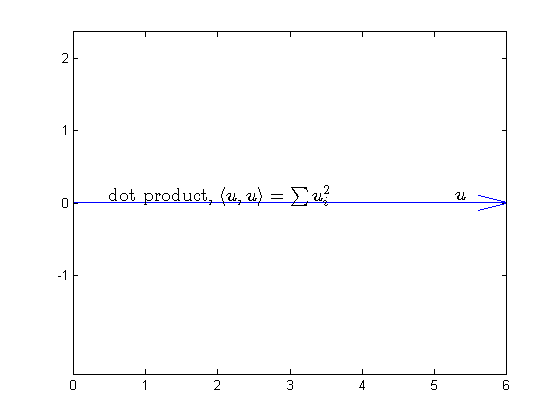 2
1
dot product, ⟨u, u⟩ = ∑ u_i^2 u
0
-1
0 1 2 3 4 5 6